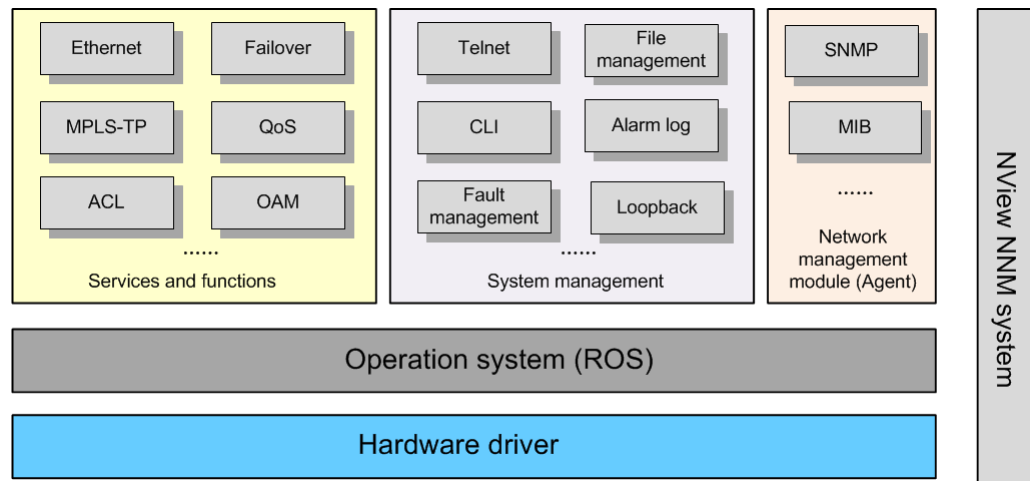 Ethernet
Failover
MPLS-TP
QoS
ACL
OAM
......
Services and functions
Telnet
File
management
CLI
Alarm log
Fault
management
Loopback
......
System management
SNMP
MIB
......
Network
management
module (Agent)
Operation system (ROS)
Hardware driver
NView NNM system